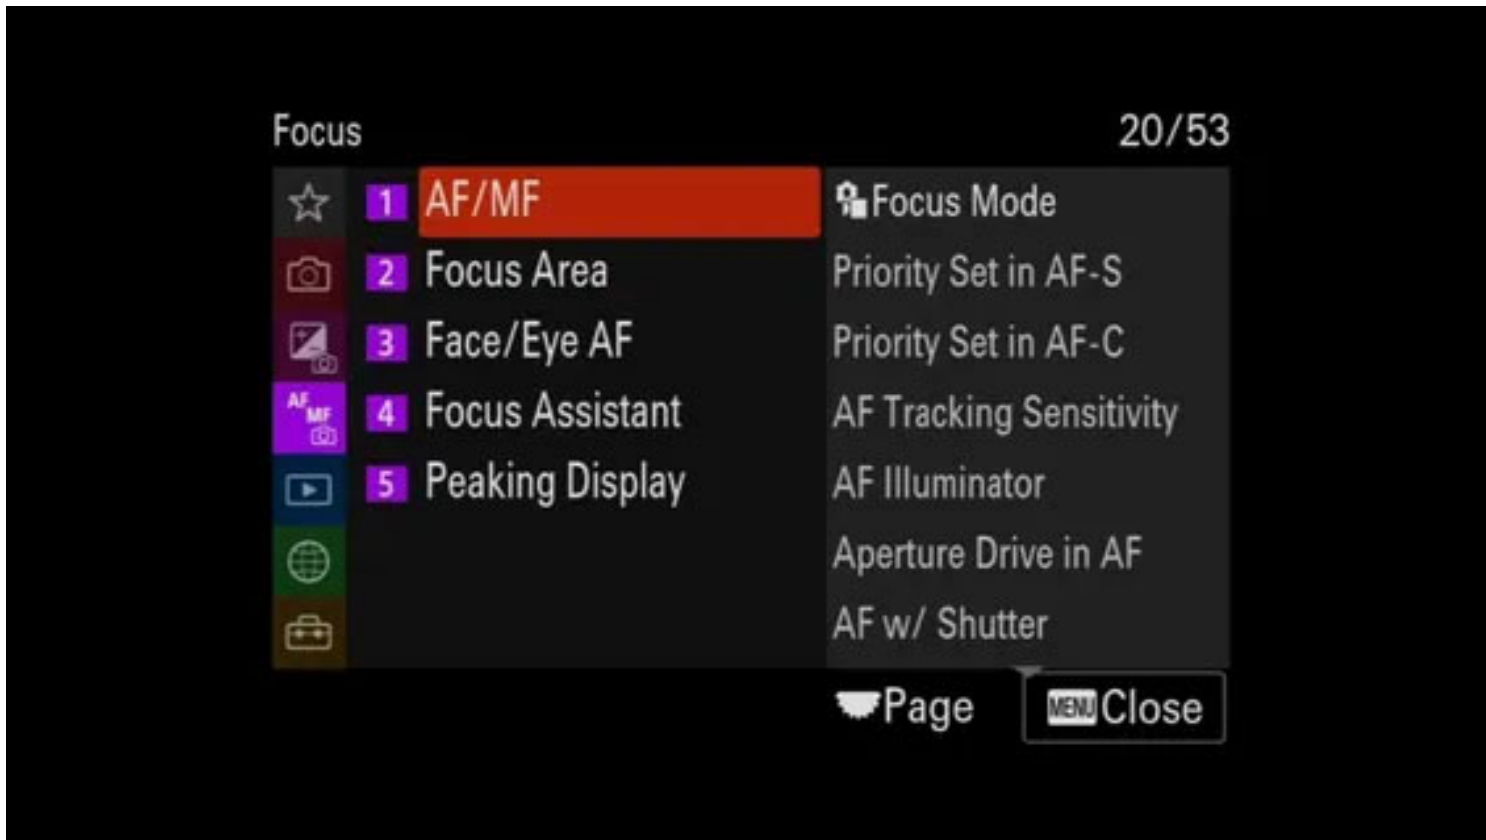 Focus 20/53
1 AF/MF
2 Focus Area
3 Face/Eye AF
4 Focus Assistant
5 Peaking Display
AF MF
Focus Mode
Priority Set in AF-S
Priority Set in AF-C
AF Tracking Sensitivity
AF Illuminator
Aperture Drive in AF
AF w/ Shutter
Page MENU Close